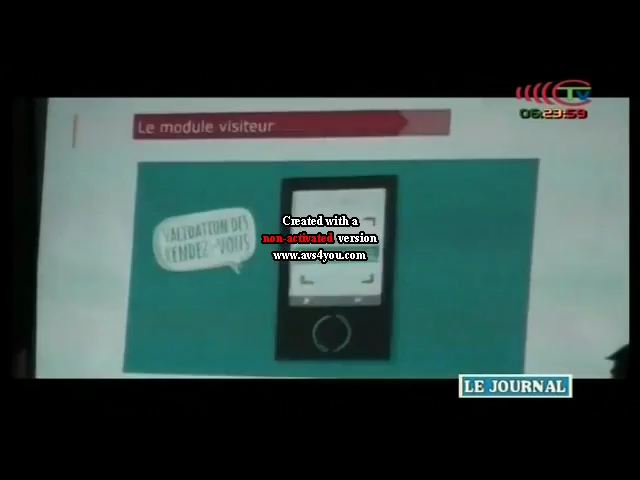 TV
06:23:59
Le module visiteur
VALIDATION DES
RENDEZ-VOUS
Created with a
non-activated version
www.avs4you.com
LE JOURNAL